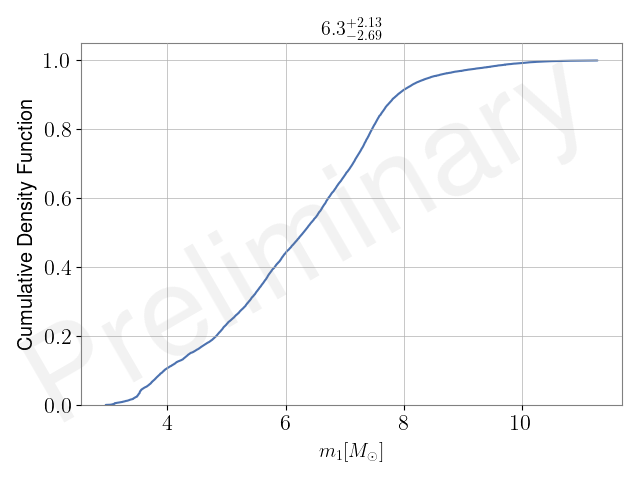 6.3^{+2.13}_{-2.69}
Cumulative Density Function
1.0
0.8
0.6
0.4
0.2
0.0
4 6 8 10
m_1[M_⊙]
Preliminary